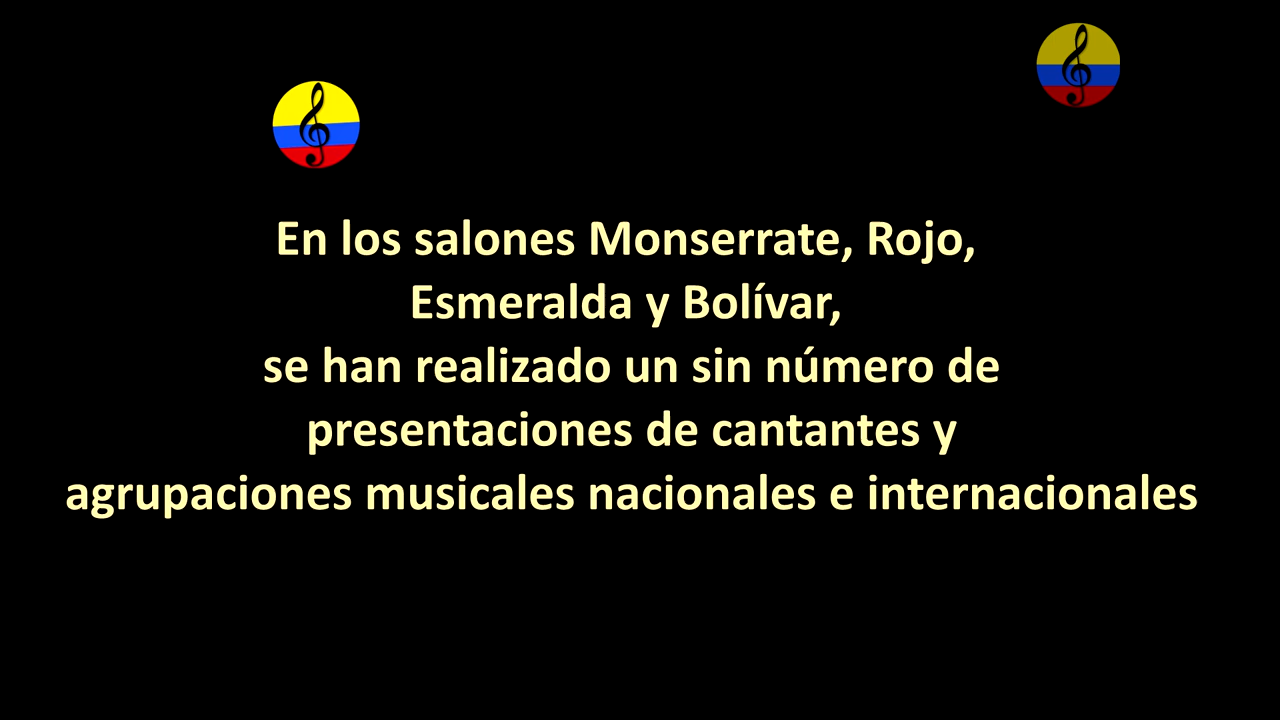 En los salones Monserrate, Rojo,
Esmeralda y Bolívar,
se han realizado un sin número de
presentaciones de cantantes y
agrupaciones musicales nacionales e internacionales